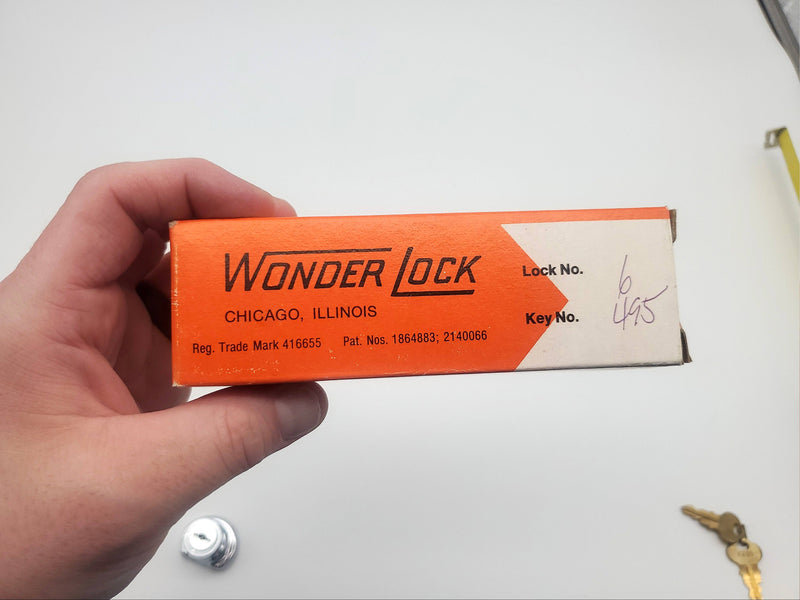 WONDER LOCK
CHICAGO, ILLINOIS
Reg. Trade Mark 416655 Pat. Nos. 1864883; 2140066
Lock No. 6
Key No. 495